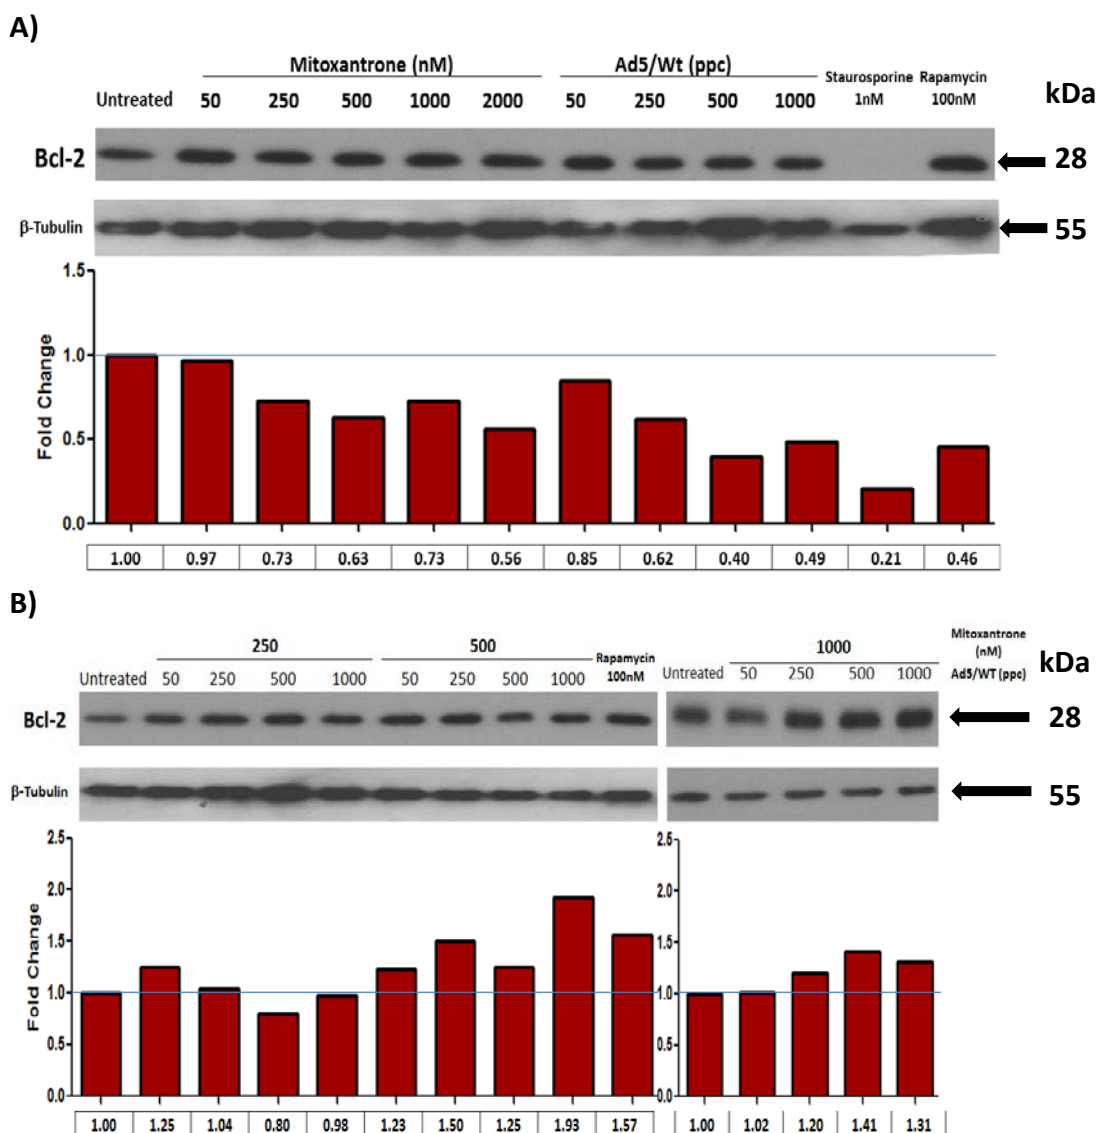 A)
Mitoxantrone (nM) Ad5/Wt (ppc)
Staurosporine Rapamycin
Untreated 50 250 500 1000 2000 50 250 500 1000 1nM 100nM kDa
Bcl-2 28
β-Tubulin 55
1.5
1.0
0.5
0.0
Fold Change
1.00 0.97 0.73 0.63 0.73 0.56 0.85 0.62 0.40 0.49 0.21 0.46
B)
250 500 1000 Mitoxantrone
(nM)
Rapamycin
Untreated 50 250 500 1000 50 250 500 1000 100nM Untreated 50 250 500 1000 Ad5/WT (ppc) kDa
Bcl-2 28
β-Tubulin 55
2.5 2.5
2.0 2.0
1.5 1.5
1.0 1.0
0.5 0.5
0.0 0.0
Fold Change
1.00 1.25 1.04 0.80 0.98 1.23 1.50 1.25 1.93 1.57 1.00 1.02 1.20 1.41 1.31